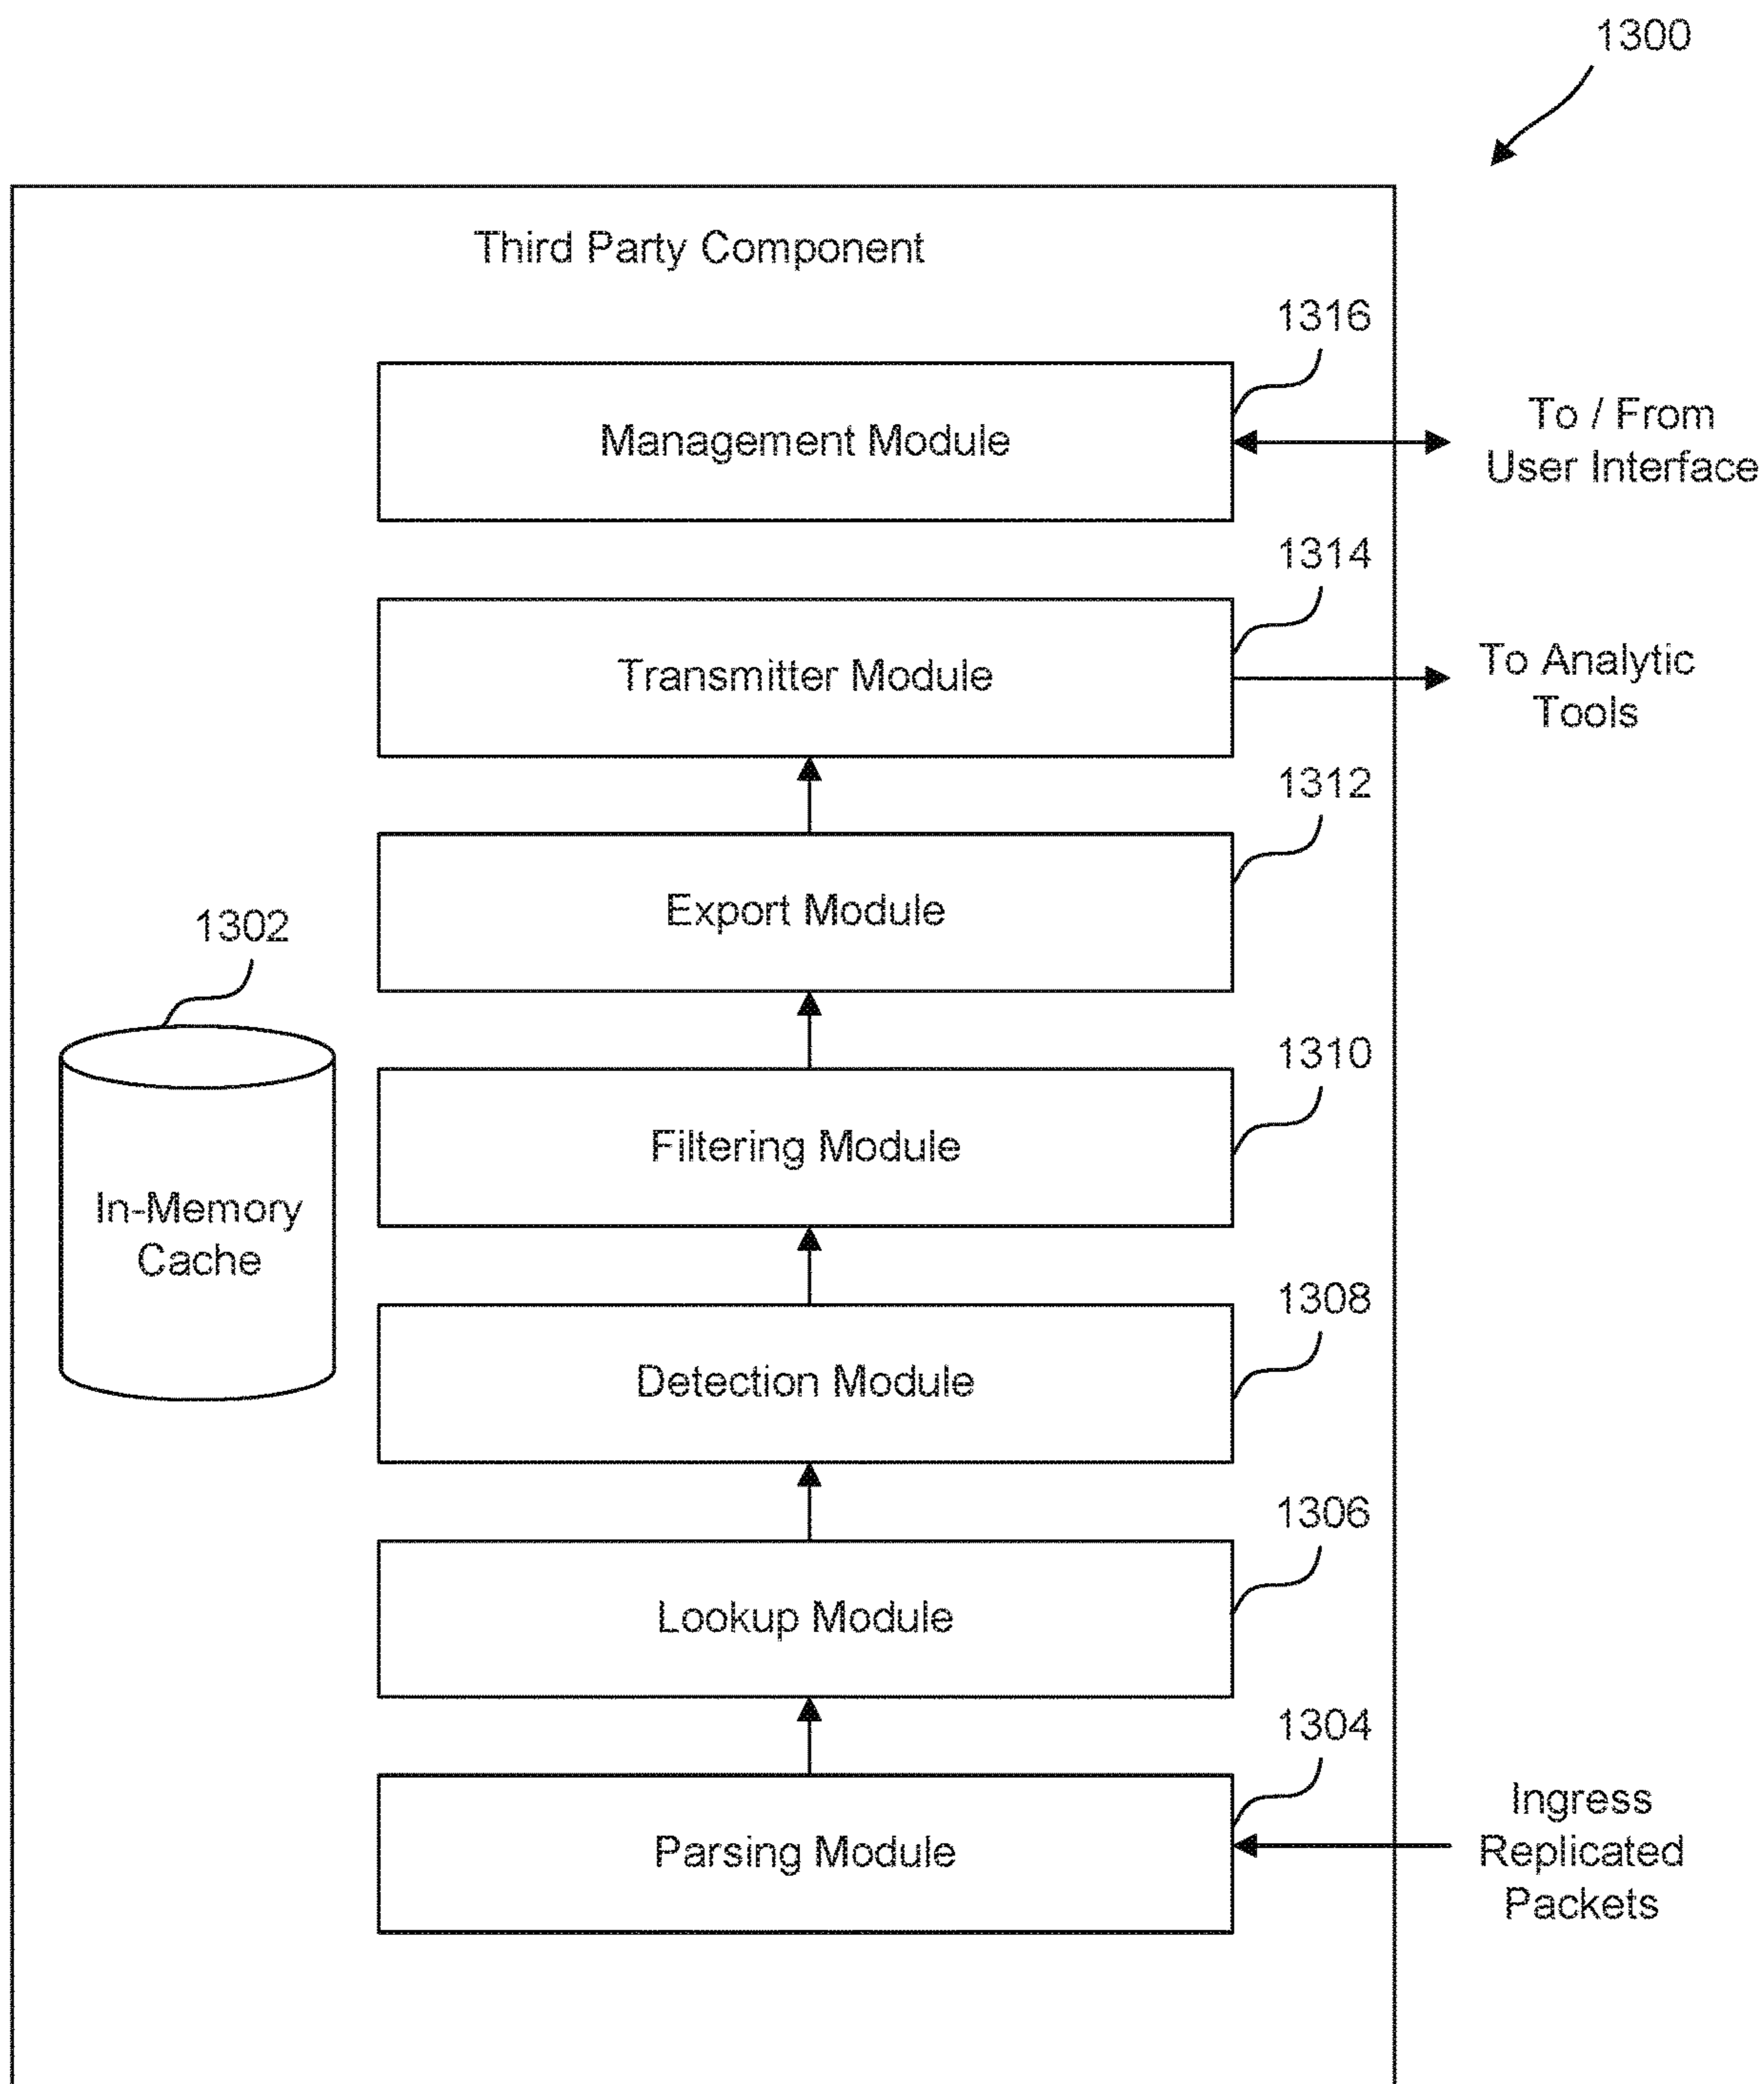 1300
Third Party Component
1316
Management Module
To / From
User Interface
1314
Transmitter Module
To Analytic
Tools
1312
Export Module
1302
In-Memory
Cache
1310
Filtering Module
1308
Detection Module
1306
Lookup Module
1304
Parsing Module
Ingress
Replicated
Packets